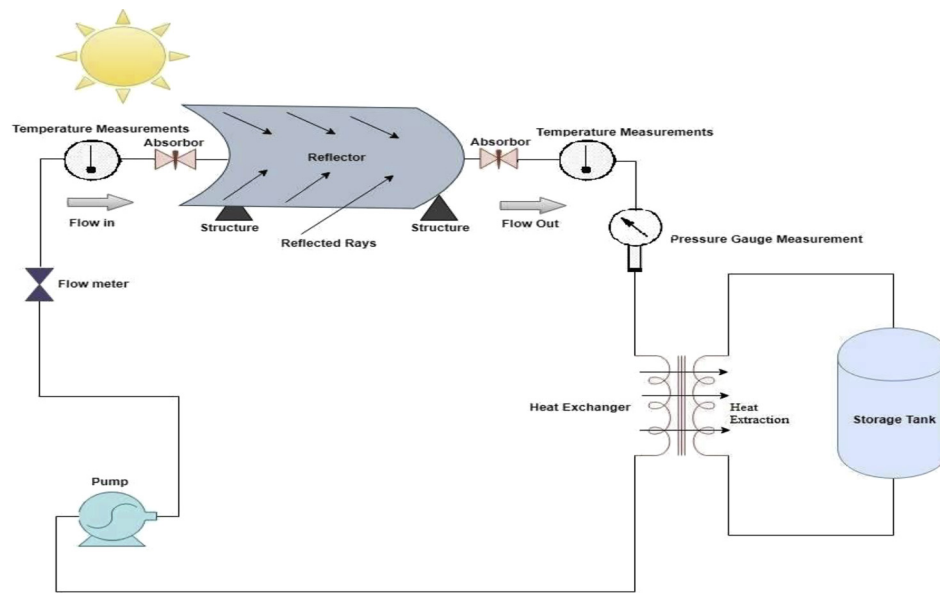 Temperature Measurements
Absorbor
Reflector
Absorbor
Temperature Measurements
Flow in
Structure
Reflected Rays
Structure
Flow Out
Pressure Gauge Measurement
Flow meter
Heat Exchanger
Heat
Extraction
Storage Tank
Pump